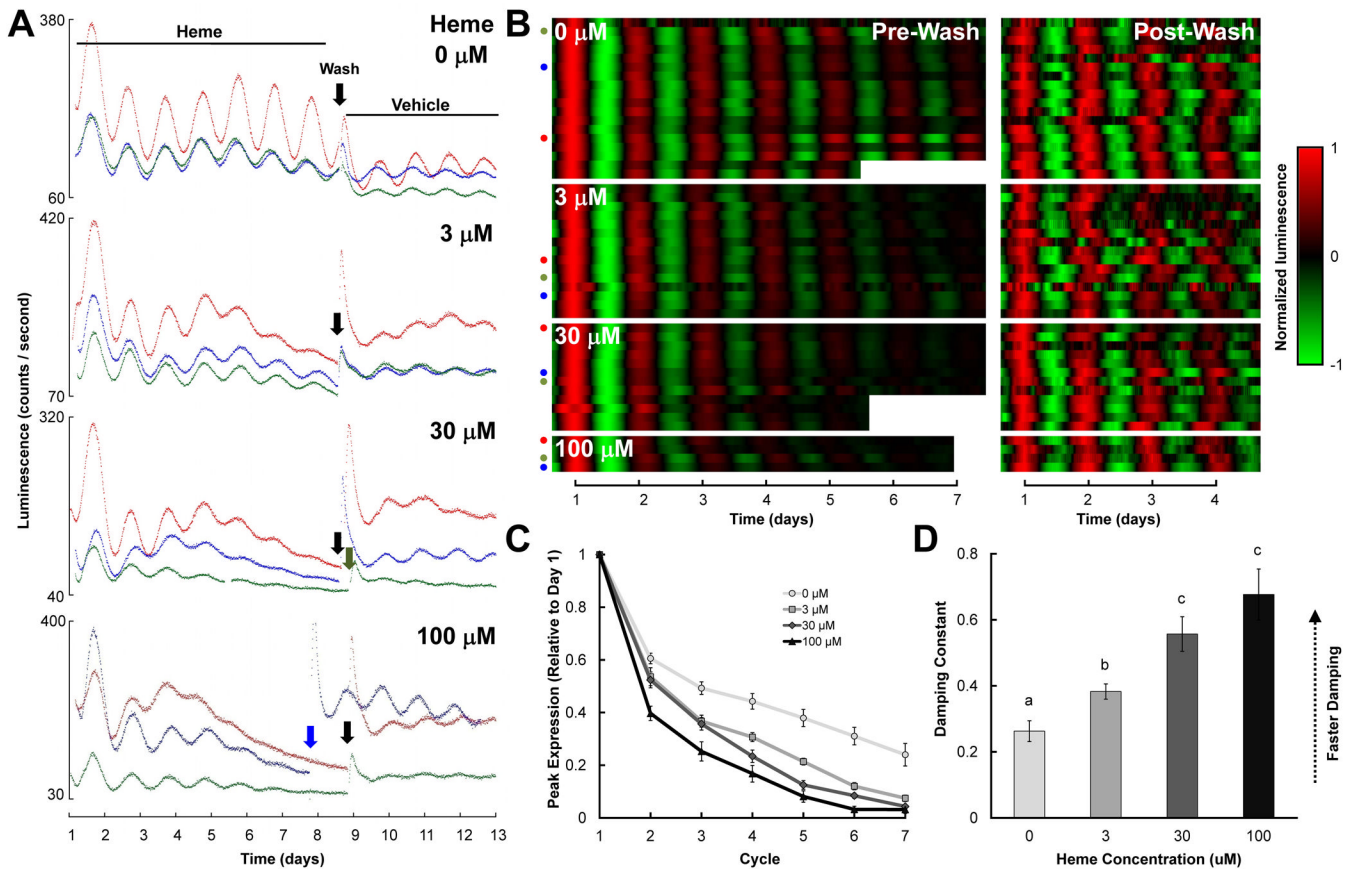 A
380
Heme
Heme
0 μM
Wash
Vehicle
60
420
3 μM
70
320
30 μM
40
400
100 μM
30
Luminescence (counts / second)
1 2 3 4 5 6 7 8 9 10 11 12 13
Time (days)
B
0 μM
Pre-Wash
Post-Wash
3 μM
30 μM
100 μM
1 2 3 4 5 6 7
Time (days)
1 2 3 4
Time (days)
Normalized luminescence
1
0
-1
C
Peak Expression (Relative to Day 1)
1
0.8
0.6
0.4
0.2
0
0 μM
3 μM
30 μM
100 μM
1 2 3 4 5 6 7
Cycle
D
Damping Constant
0.8
0.6
0.4
0.2
0
a
b
c
c
0 3 30 100
Heme Concentration (uM)
Faster Damping